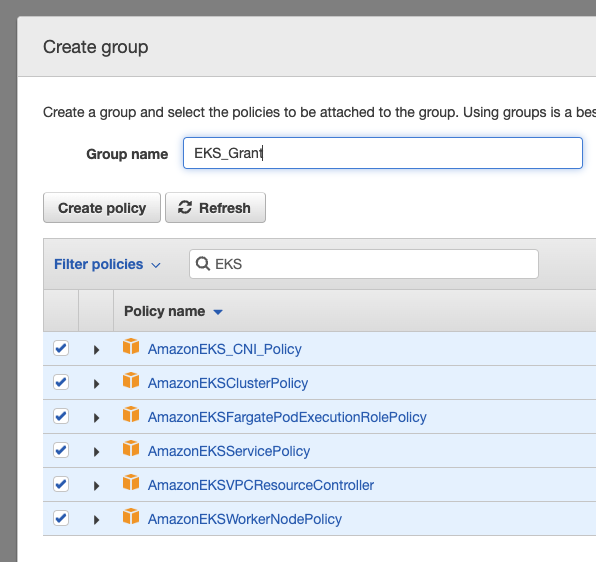 Create group
Create a group and select the policies to be attached to the group. Using groups is a bes
Group name EKS_Grant
Create policy Refresh
Filter policies EKS
Policy name
AmazonEKS_CNI_Policy
AmazonEKSClusterPolicy
AmazonEKSFargatePodExecutionRolePolicy
AmazonEKSServicePolicy
AmazonEKSVPCResourceController
AmazonEKSWorkerNodePolicy